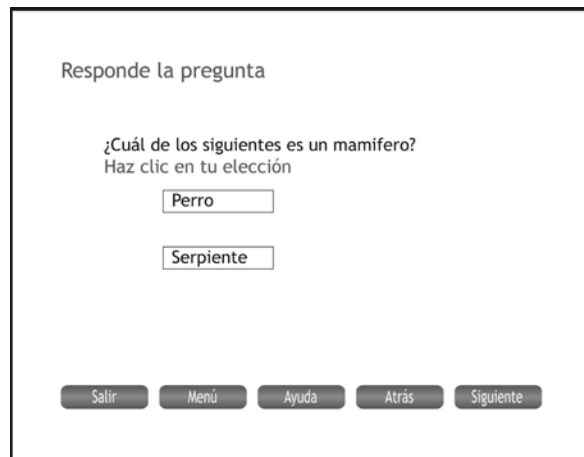 Responde la pregunta
¿Cuál de los siguientes es un mamifero?
Haz clic en tu elección
Perro
Serpiente
Salir Menú Ayuda Atrás Siguiente